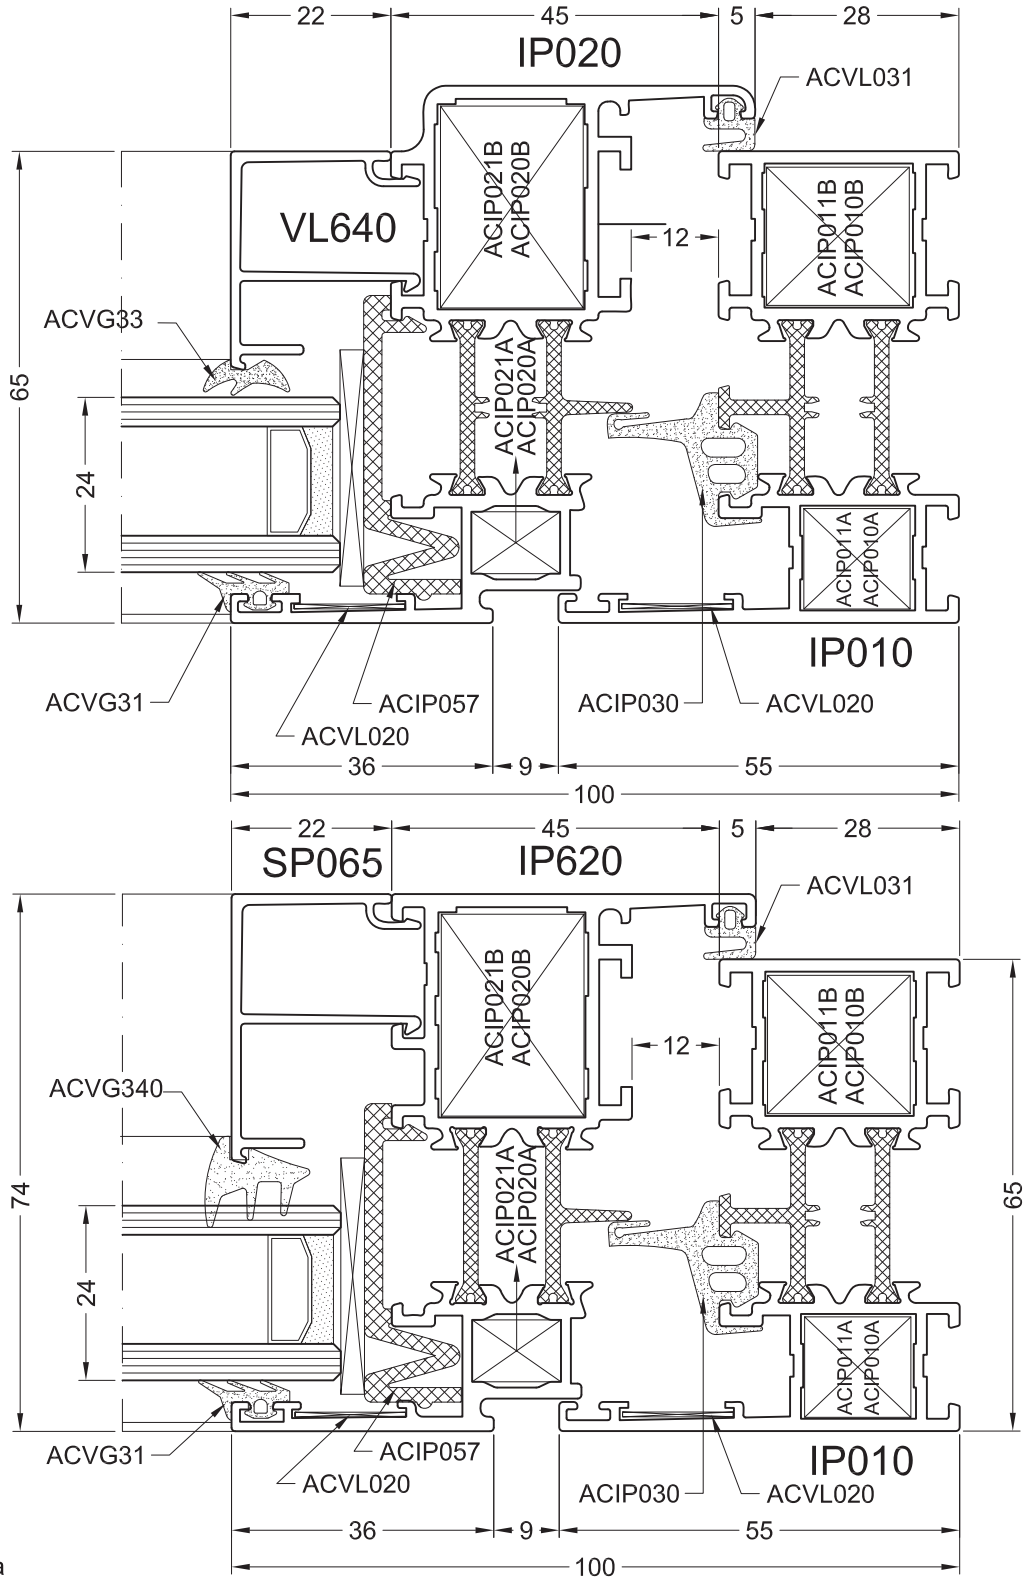 22 45 5 28
IP020
ACVL031
ACIP021B
ACIP020B
ACIP011B
ACIP010B
VL640
12
ACVG33
65
ACIP021A
ACIP020A
24
ACIP011A
ACIP010A
IP010
ACVG31
ACIP057
ACIP030
ACVL020
ACVL020
36 9 55
100
22 45 5 28
SP065
IP620
ACVL031
ACIP021B
ACIP020B
ACIP011B
ACIP010B
12
ACVG340
74
65
ACIP021A
ACIP020A
24
ACIP011A
ACIP010A
ACVG31
ACIP057
IP010
ACVL020
ACIP030
ACVL020
36 9 55
100
a